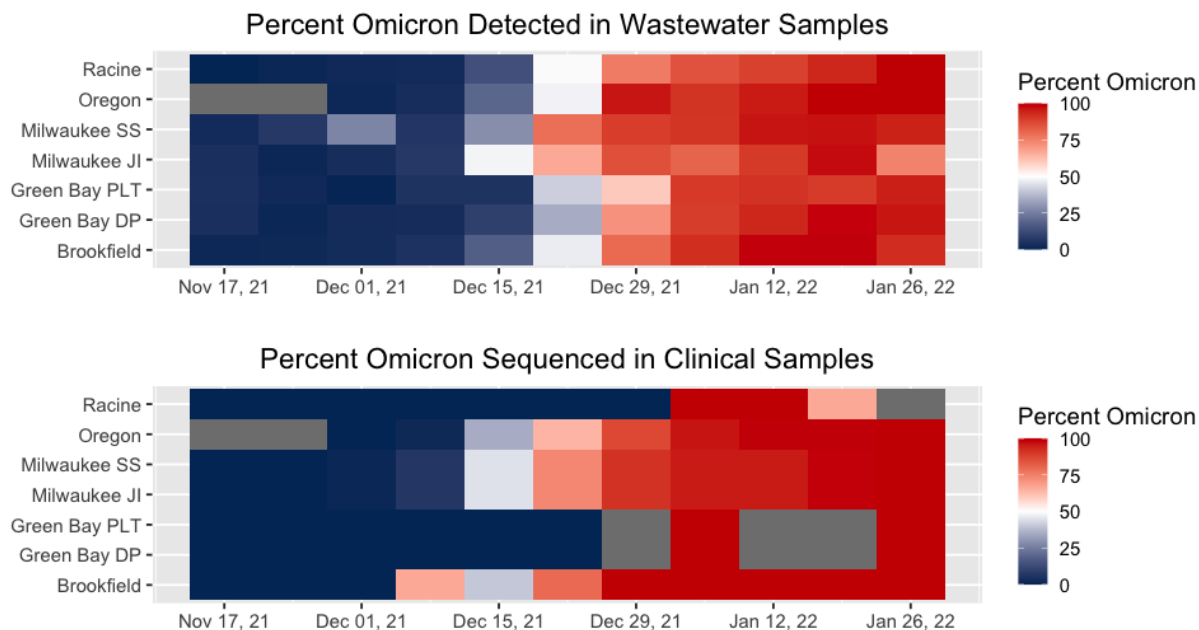 Percent Omicron Detected in Wastewater Samples
Racine
Oregon
Milwaukee SS
Milwaukee JI
Green Bay PLT
Green Bay DP
Brookfield
Nov 17, 21 Dec 01, 21 Dec 15, 21 Dec 29, 21 Jan 12, 22 Jan 26, 22
Percent Omicron
100
75
50
25
0
Percent Omicron Sequenced in Clinical Samples
Racine
Oregon
Milwaukee SS
Milwaukee JI
Green Bay PLT
Green Bay DP
Brookfield
Nov 17, 21 Dec 01, 21 Dec 15, 21 Dec 29, 21 Jan 12, 22 Jan 26, 22
Percent Omicron
100
75
50
25
0